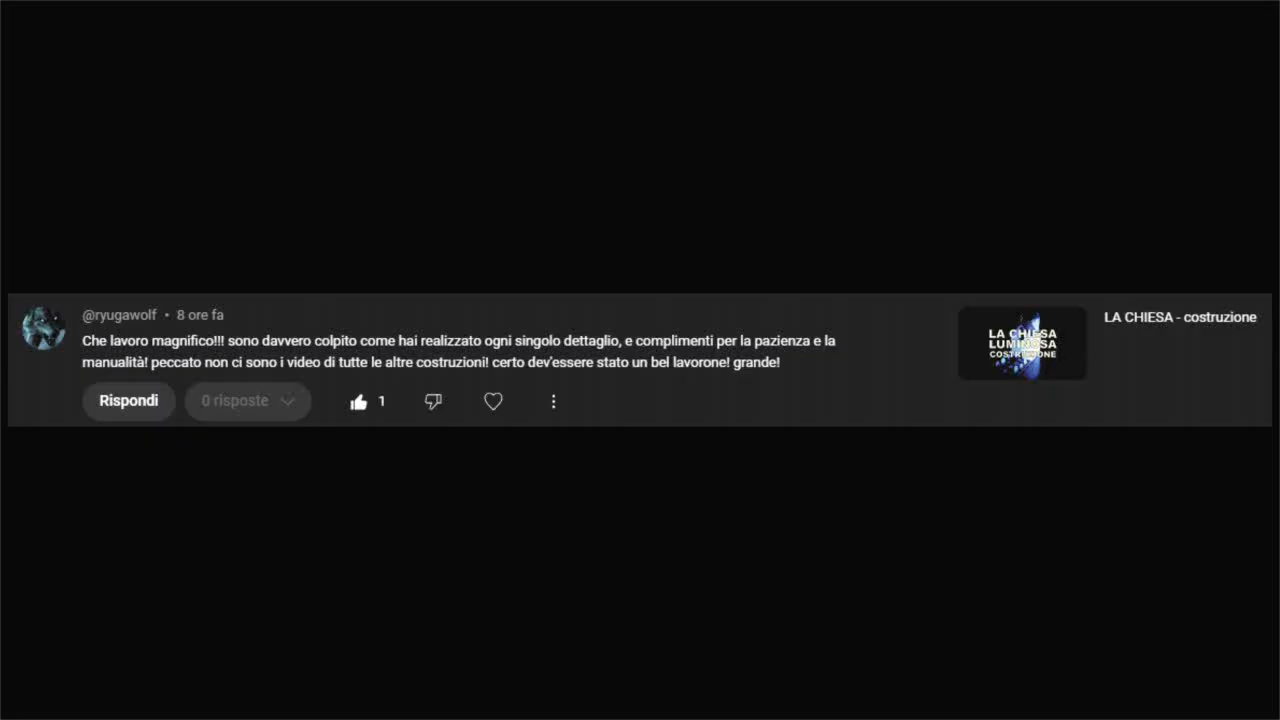 @ryugawolf • 8 ore fa
Che lavoro magnifico!!! sono davvero colpito come hai realizzato ogni singolo dettaglio, e complimenti per la pazienza e la
manualità! peccato non ci sono i video di tutte le altre costruzioni! certo dev'essere stato un bel lavorone! grande!
Rispondi
0 risposte
1
LA CHIESA
LUMINOSA
COSTRUZIONE
LA CHIESA - costruzione